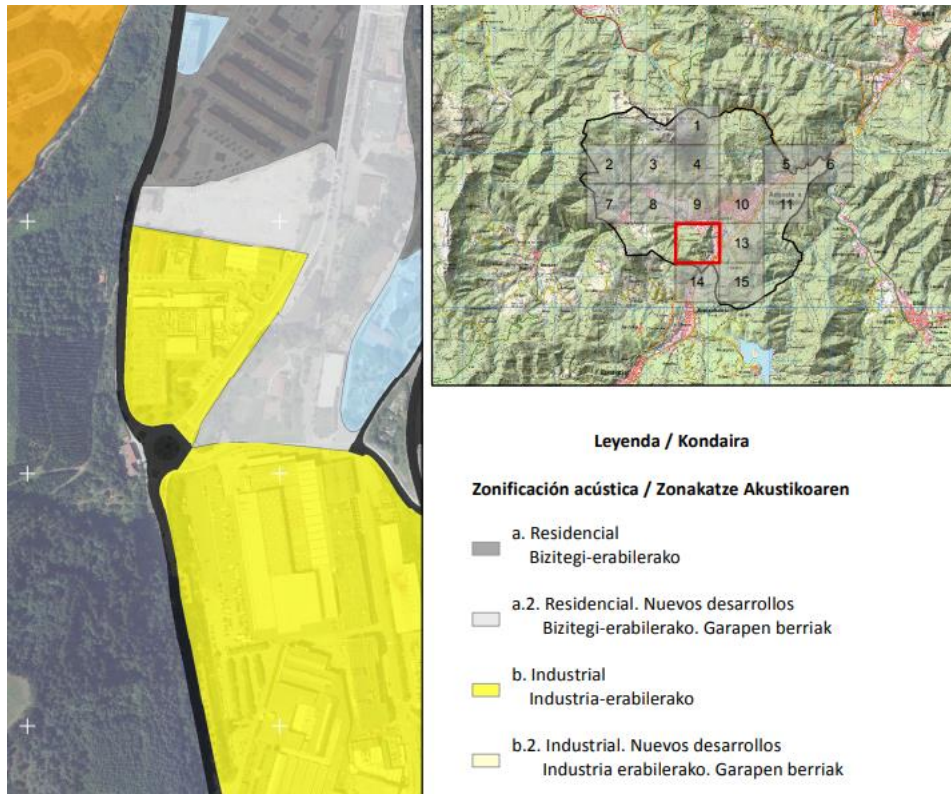 1
2 3 4 5 6
7 8 9 10 11
13
14 15
Leyenda / Kondaira
Zonificación acústica / Zonakatze Akustikoaren
a. Residencial
Bizitegi-erabilerako
a.2. Residencial. Nuevos desarrollos
Bizitegi-erabilerako. Garapen berriak
b. Industrial
Industria-erabilerako
b.2. Industrial. Nuevos desarrollos
Industria erabilerako. Garapen berriak